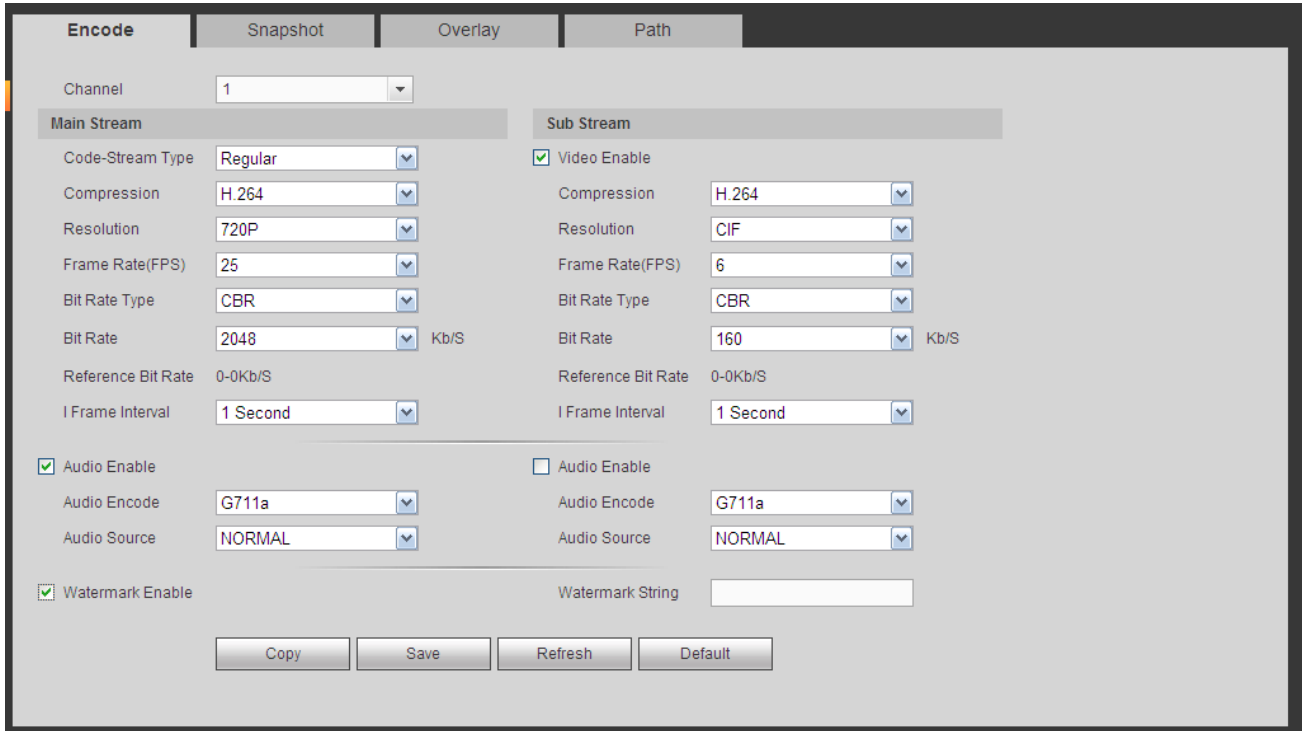 Encode Snapshot Overlay Path
Channel 1
Main Stream Sub Stream
Code-Stream Type Regular Video Enable
Compression H.264 Compression H.264
Resolution 720P Resolution CIF
Frame Rate(FPS) 25 Frame Rate(FPS) 6
Bit Rate Type CBR Bit Rate Type CBR
Bit Rate 2048 Kb/S Bit Rate 160 Kb/S
Reference Bit Rate 0-0Kb/S Reference Bit Rate 0-0Kb/S
I Frame Interval 1 Second I Frame Interval 1 Second
Audio Enable Audio Enable
Audio Encode G711a Audio Encode G711a
Audio Source NORMAL Audio Source NORMAL
Watermark Enable Watermark String
Copy Save Refresh Default